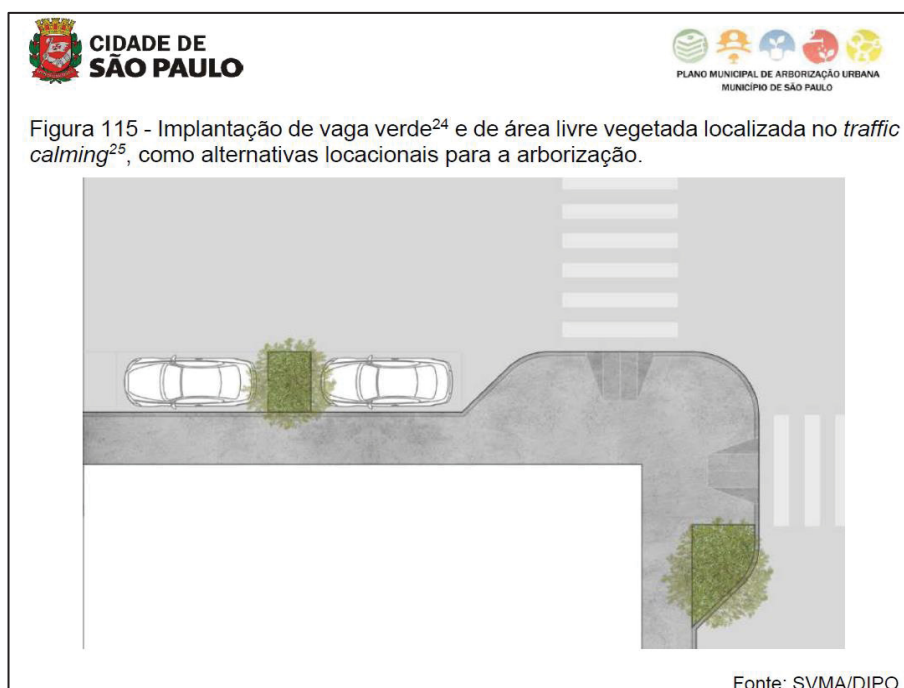 CIDADE DE
SÃO PAULO
PLANO MUNICIPAL DE ARBORIZAÇÃO URBANA
MUNICÍPIO DE SÃO PAULO
Figura 115 - Implantação de vaga verde²⁴ e de área livre vegetada localizada no traffic
calming²⁵, como alternativas locacionais para a arborização.
Fonte: SVMA/DIPO